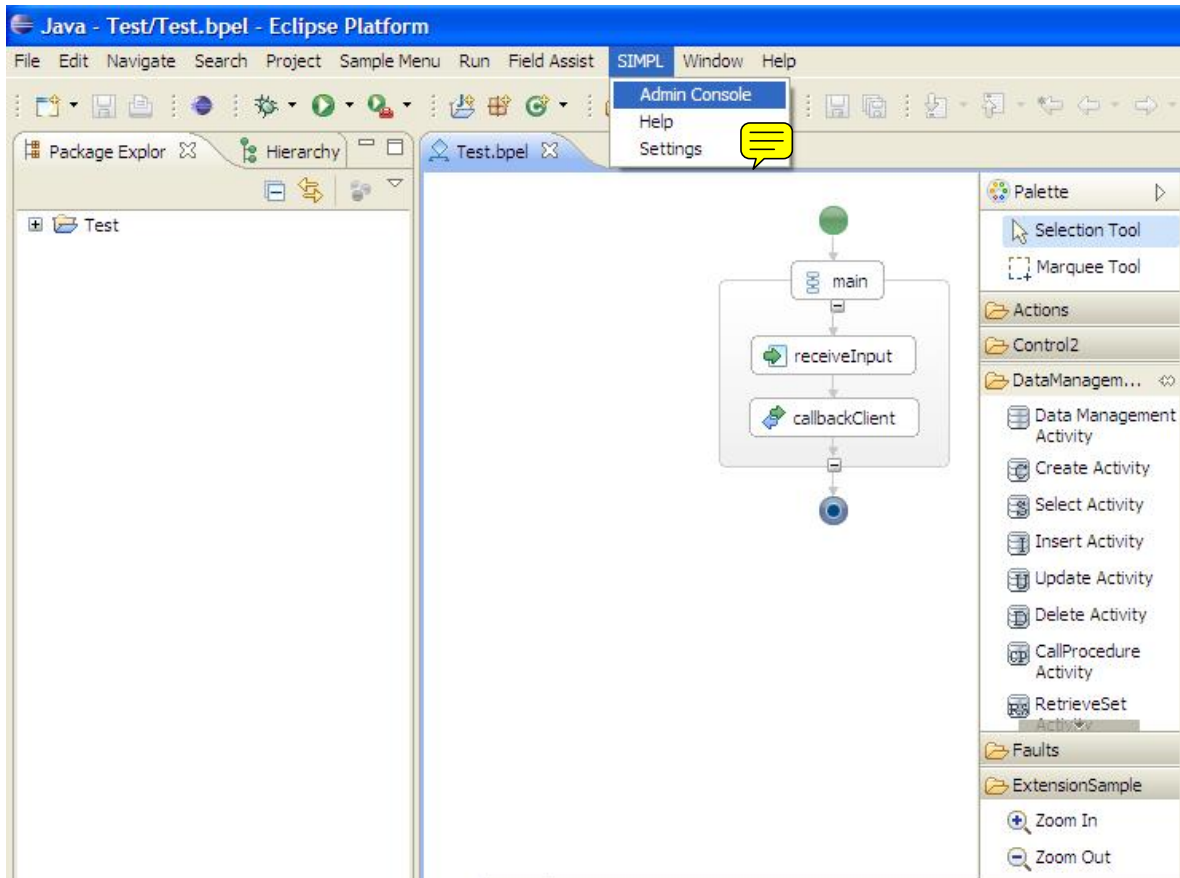 Java - Test/Test.bpel - Eclipse Platform
File Edit Navigate Search Project Sample Menu Run Field Assist SIMPL Window Help
Admin Console
Help
Settings
Package Explor
Hierarchy
Test.bpel
Test
main
receiveInput
callbackClient
Palette
Selection Tool
Marquee Tool
Actions
Control2
DataManagem...
Data Management
Activity
Create Activity
Select Activity
Insert Activity
Update Activity
Delete Activity
CallProcedure
Activity
RetrieveSet
Activity
Faults
ExtensionSample
Zoom In
Zoom Out